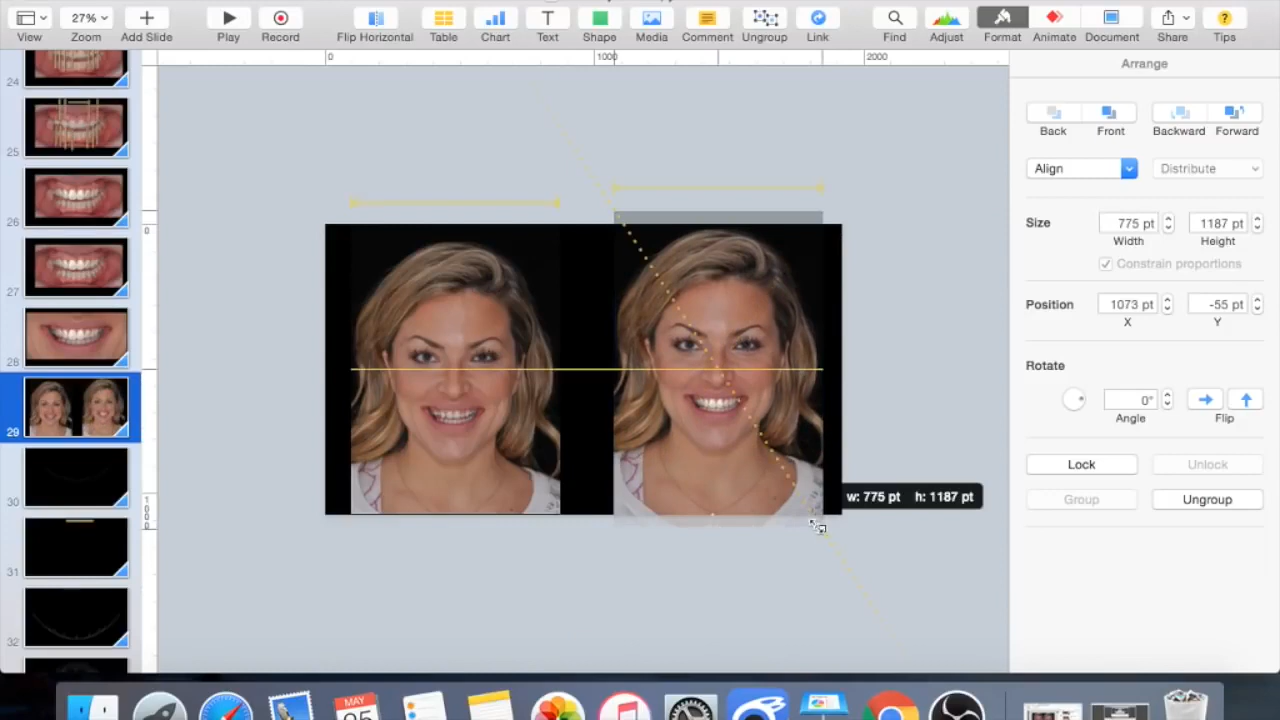 View
27%
Zoom
Add Slide
Play
Record
Flip Horizontal
Table
Chart
T
Text
Shape
Media
Comment
Ungroup
Link
Find
Adjust
Format
Animate
Document
Share
?
Tips
0
1000
2000
Arrange
Back
Front
Backward
Forward
Align
Distribute
Size
775 pt
1187 pt
Width
Height
Constrain proportions
Position
1073 pt
-55 pt
X
Y
Rotate
0°
Angle
Flip
Lock
Unlock
Group
Ungroup
24
25
26
27
28
29
30
31
32
0
1000
w: 775 pt h: 1187 pt
MAY